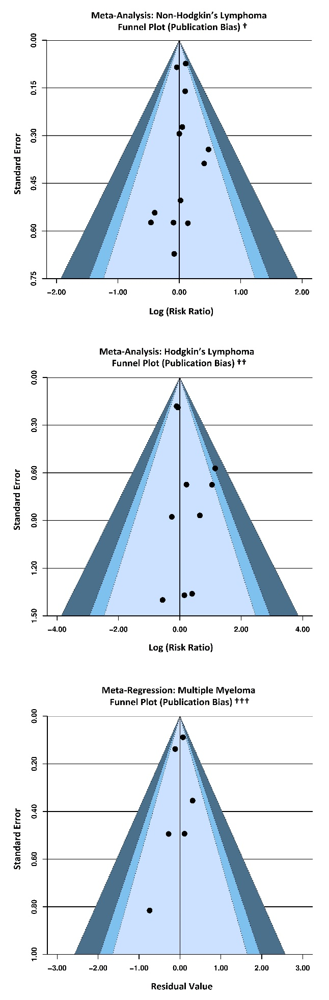 Meta-Analysis: Non-Hodgkin’s Lymphoma
Funnel Plot (Publication Bias) †
0.00
0.15
0.30
0.45
0.60
0.75
Standard Error
−2.00 −1.00 0.00 1.00 2.00
Log (Risk Ratio)
Meta-Analysis: Hodgkin’s Lymphoma
Funnel Plot (Publication Bias) ††
0.00
0.30
0.60
0.90
1.20
1.50
Standard Error
−4.00 −2.00 0.00 2.00 4.00
Log (Risk Ratio)
Meta-Regression: Multiple Myeloma
Funnel Plot (Publication Bias) †††
0.00
0.20
0.40
0.60
0.80
1.00
Standard Error
−3.00 −2.00 −1.00 0.00 1.00 2.00 3.00
Residual Value